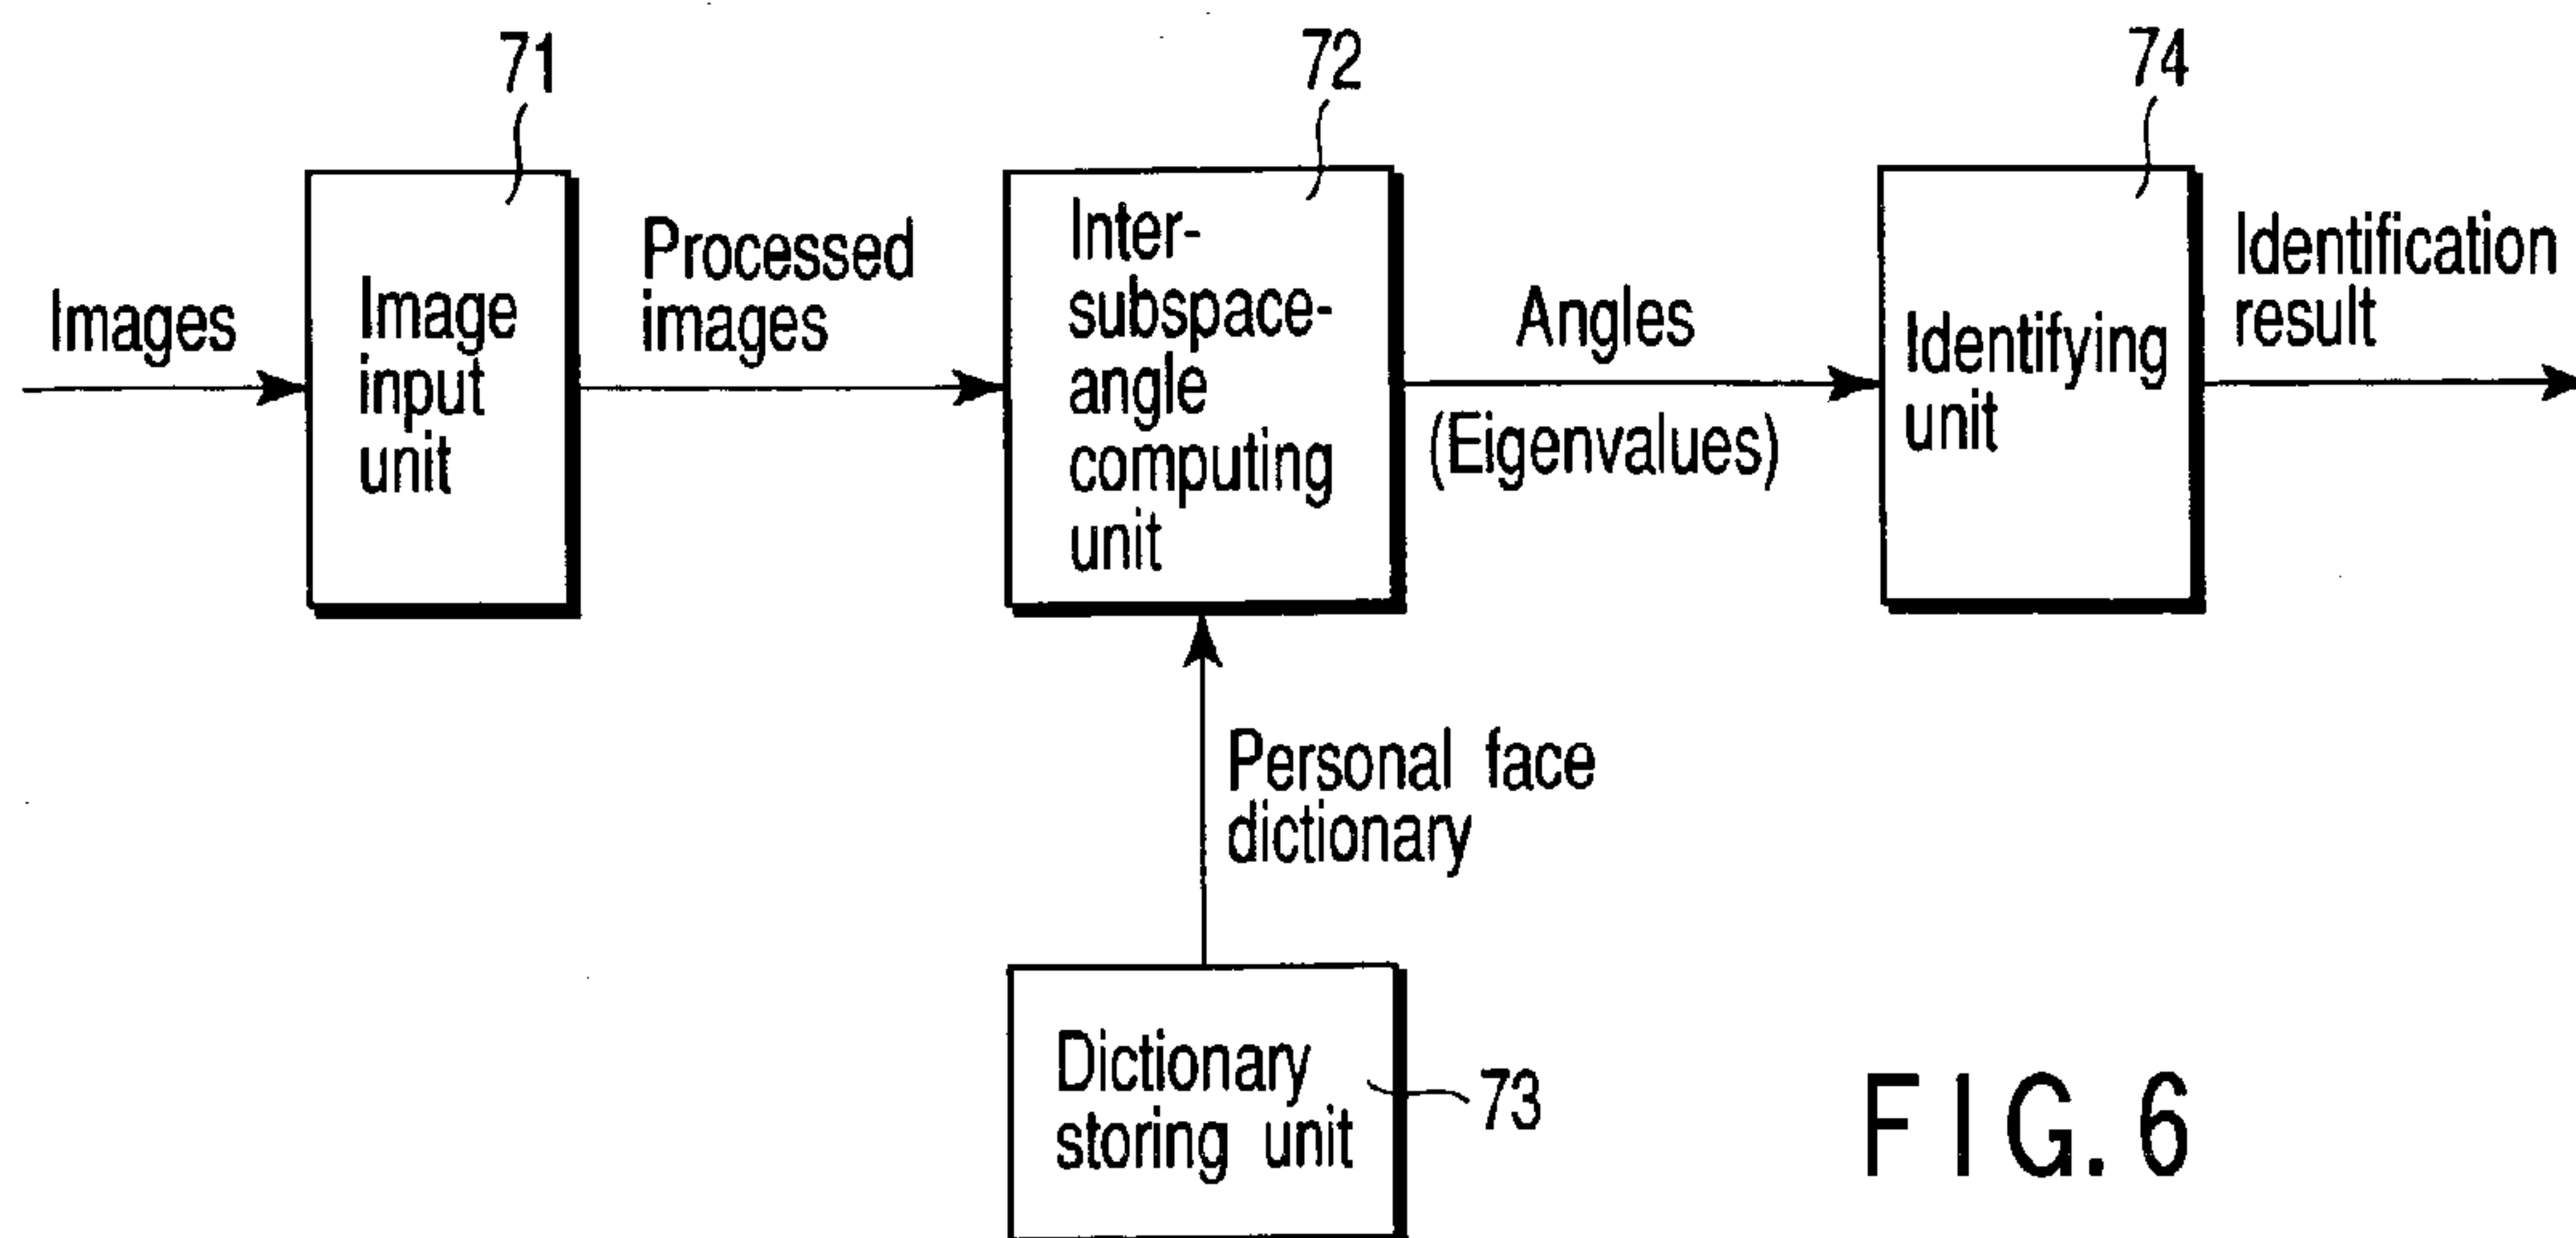 71
72
74
Images
Image
input
unit
Processed
images
Inter-
subspace-
angle
computing
unit
Angles
(Eigenvalues)
Identifying
unit
Identification
result
Personal face
dictionary
Dictionary
storing unit
73
FIG. 6